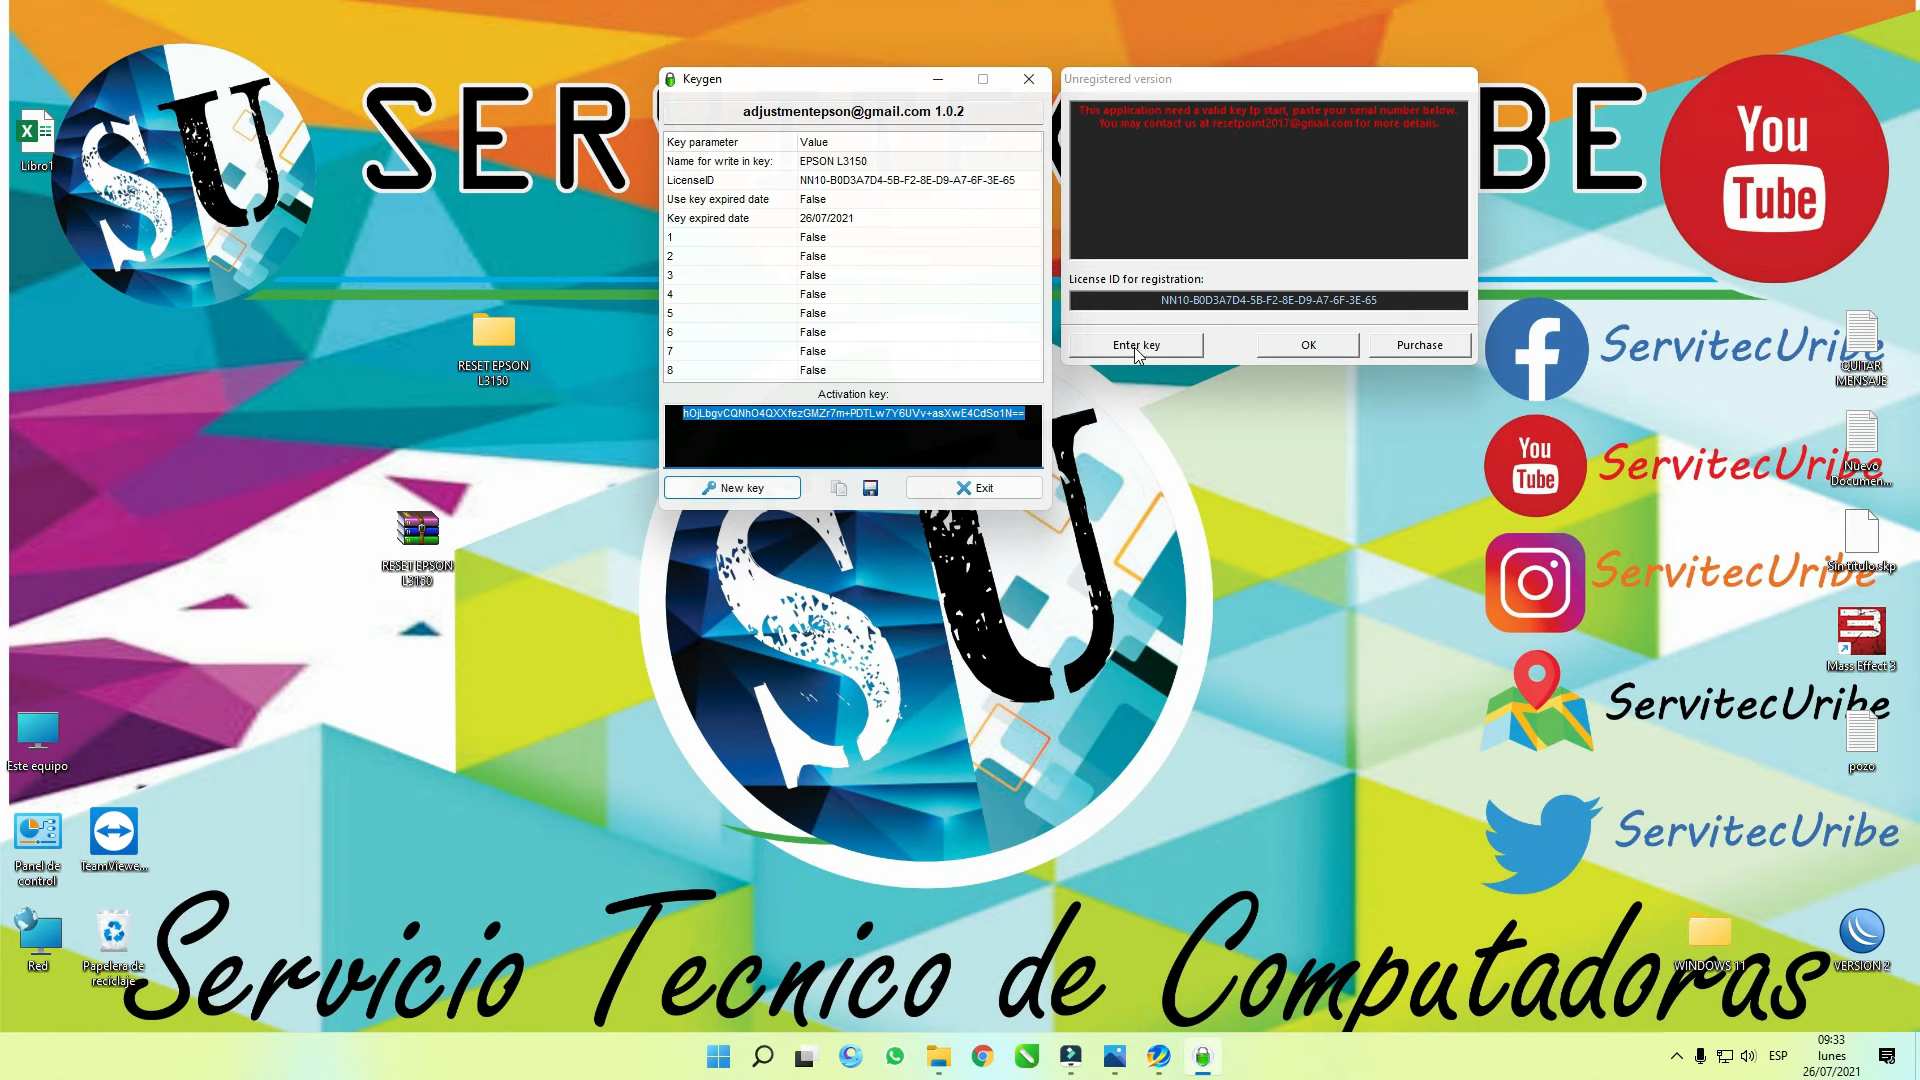 SER
BE
You
Tube
SU
Libro1
Keygen
adjustmentepson@gmail.com 1.0.2
Key parameter Value
Name for write in key: EPSON L3150
LicenseID NN10-B0D3A7D4-5B-F2-8E-D9-A7-6F-3E-65
Use key expired date False
Key expired date 26/07/2021
1 False
2 False
3 False
4 False
5 False
6 False
7 False
8 False
Activation key:
hOjLbgvCQNhO4QXXfezGMZr7m+PDTLw7Y6UVv+asXwE4CdSo1N==
New key
Exit
Unregistered version
This application need a valid key tp start, paste your serial number below.
You may contact us at resetpoint2017@gmail.com for more details.
License ID for registration:
NN10-B0D3A7D4-5B-F2-8E-D9-A7-6F-3E-65
Enter key
OK
Purchase
RESET EPSON
L3150
RESET EPSON
L3150
ServitecUribe
QUITAR
MENSAJE
You
Tube
ServitecUribe
Nuevo
Documen...
ServitecUribe
Sin título.skp
Mass Effect 3
ServitecUribe
pozo
ServitecUribe
SU
Este equipo
Panel de
control
TeamViewe...
Red
Papelera de
reciclaje
WINDOWS 11
VERSION 2
Servicio Tecnico de Computadoras
ESP
09:33
lunes
26/07/2021